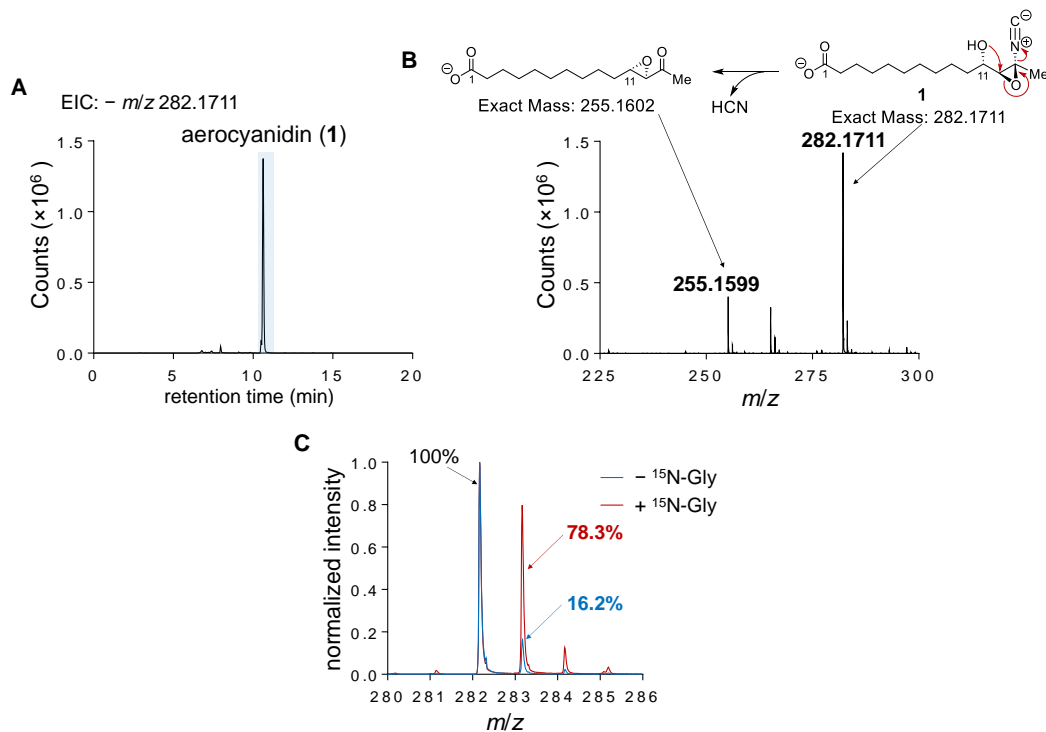 A
EIC: − m/z 282.1711
aerocyanidin (1)
Counts (×10⁶)
1.5
1.0
0.5
0.0
0 5 10 15 20
retention time (min)
B
O
⊖O
1
O
11
O
Me
Exact Mass: 255.1602
HCN
O
⊖O
1
HO
11
C⊖
N⊕
Me
O
1
Exact Mass: 282.1711
282.1711
255.1599
Counts (×10⁶)
1.5
1.0
0.5
0.0
225 250 275 300
m/z
C
100%
− ¹⁵N-Gly
+ ¹⁵N-Gly
78.3%
16.2%
normalized intensity
1.0
0.8
0.6
0.4
0.2
0.0
280 281 282 283 284 285 286
m/z